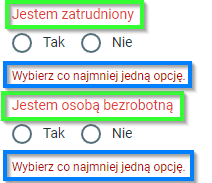 Jestem zatrudniony
Tak Nie
Wybierz co najmniej jedną opcję.
Jestem osobą bezrobotną
Tak Nie
Wybierz co najmniej jedną opcję.